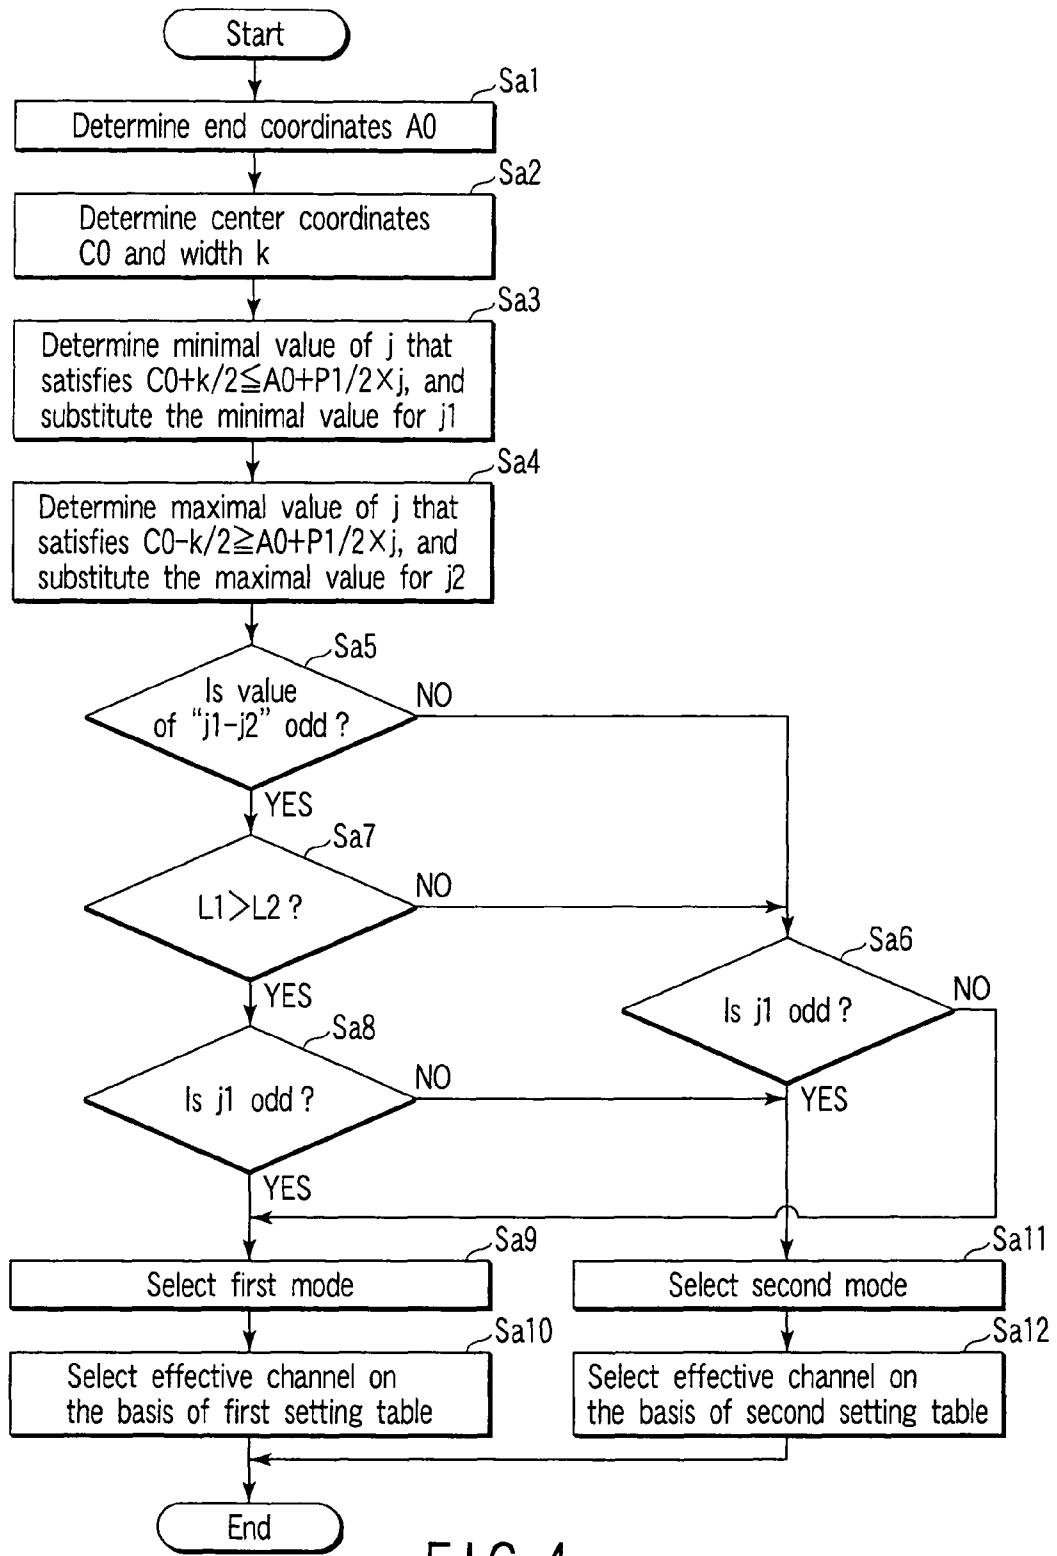 Start
Sa1
Determine end coordinates A0
Sa2
Determine center coordinates
C0 and width k
Sa3
Determine minimal value of j that
satisfies C0+k/2≦A0+P1/2×j, and
substitute the minimal value for j1
Sa4
Determine maximal value of j that
satisfies C0-k/2≧A0+P1/2×j, and
substitute the maximal value for j2
Sa5
Is value
of "j1-j2" odd?
NO
YES
Sa7
L1>L2?
NO
YES
Sa6
Is j1 odd?
NO
YES
Sa8
Is j1 odd?
NO
YES
Sa9
Select first mode
Sa11
Select second mode
Sa10
Select effective channel on
the basis of first setting table
Sa12
Select effective channel on
the basis of second setting table
End
FIG. 4